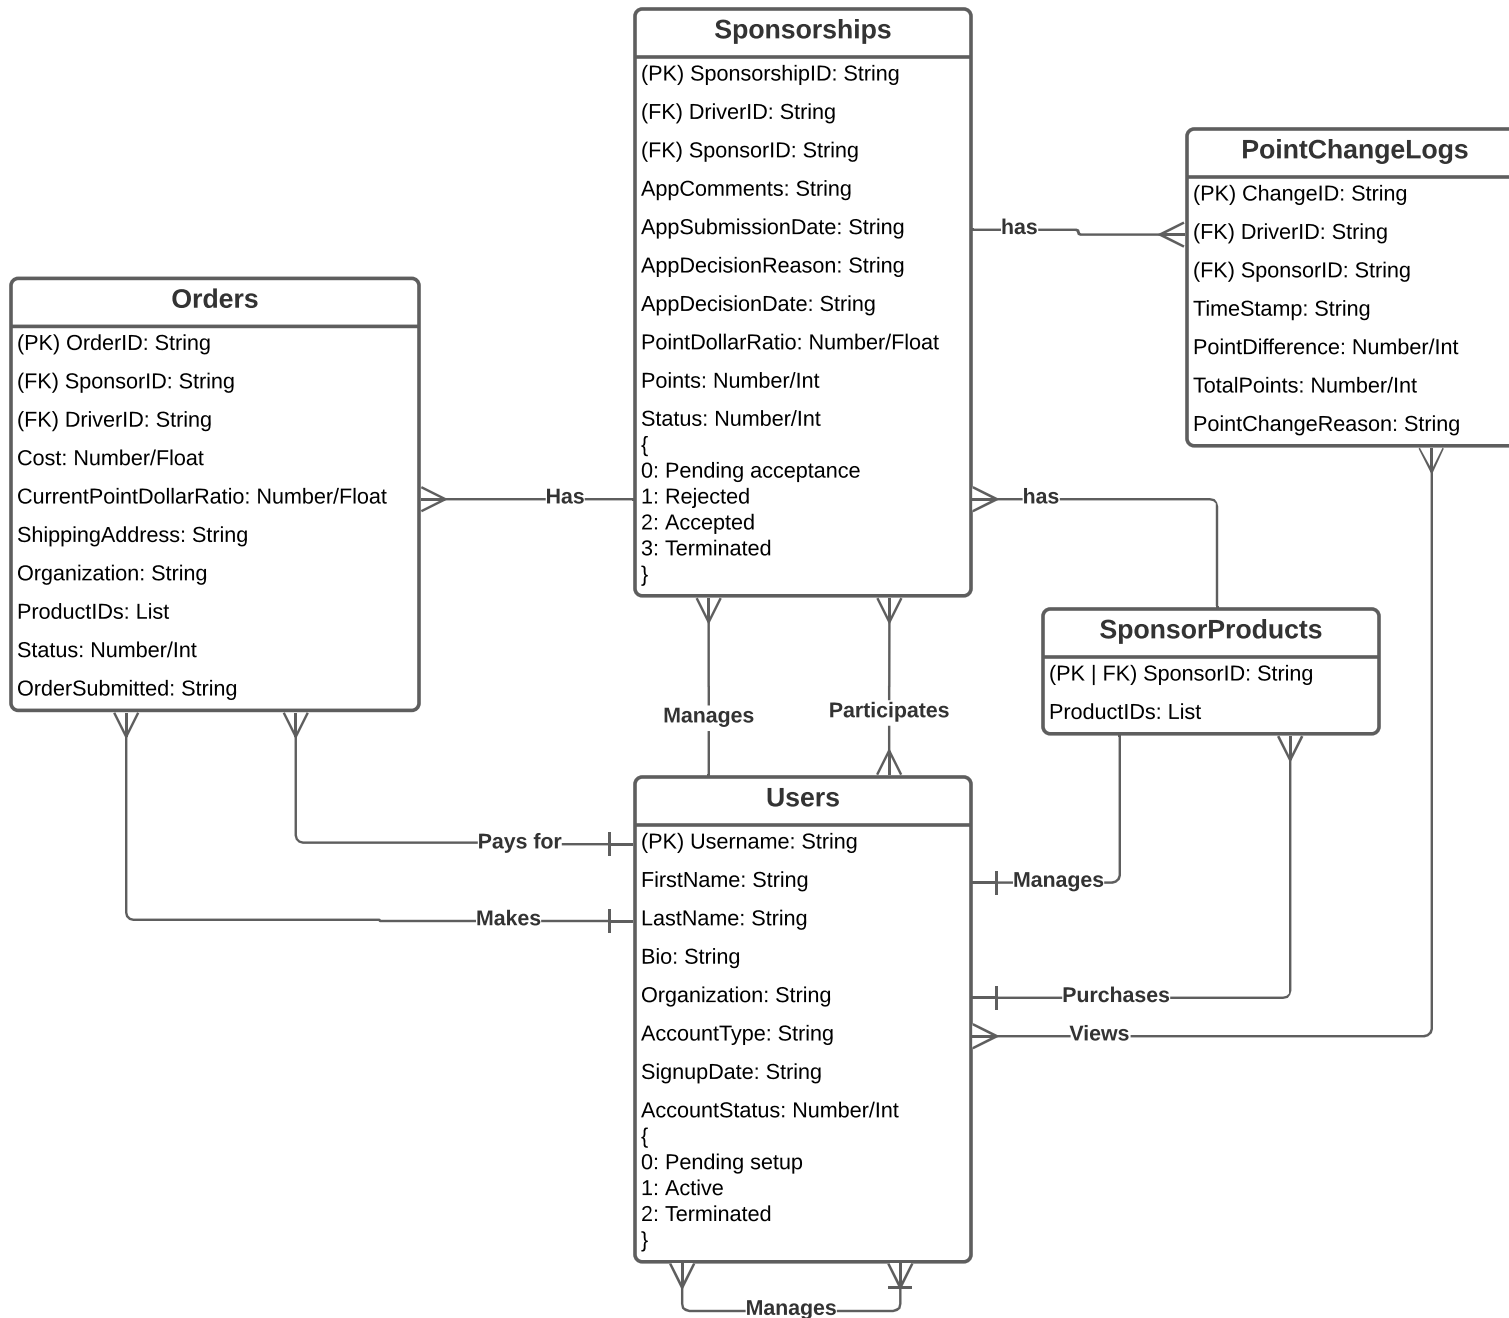 Sponsorships
(PK) SponsorshipID: String
(FK) DriverID: String
(FK) SponsorID: String
AppComments: String
AppSubmissionDate: String
AppDecisionReason: String
AppDecisionDate: String
PointDollarRatio: Number/Float
Points: Number/Int
Status: Number/Int
{
0: Pending acceptance
1: Rejected
2: Accepted
3: Terminated
}
has
PointChangeLogs
(PK) ChangeID: String
(FK) DriverID: String
(FK) SponsorID: String
TimeStamp: String
PointDifference: Number/Int
TotalPoints: Number/Int
PointChangeReason: String
Orders
(PK) OrderID: String
(FK) SponsorID: String
(FK) DriverID: String
Cost: Number/Float
CurrentPointDollarRatio: Number/Float
ShippingAddress: String
Organization: String
ProductIDs: List
Status: Number/Int
OrderSubmitted: String
Has
has
SponsorProducts
(PK | FK) SponsorID: String
ProductIDs: List
Manages
Participates
Users
(PK) Username: String
FirstName: String
LastName: String
Bio: String
Organization: String
AccountType: String
SignupDate: String
AccountStatus: Number/Int
{
0: Pending setup
1: Active
2: Terminated
}
Pays for
Makes
Manages
Purchases
Views
Manages